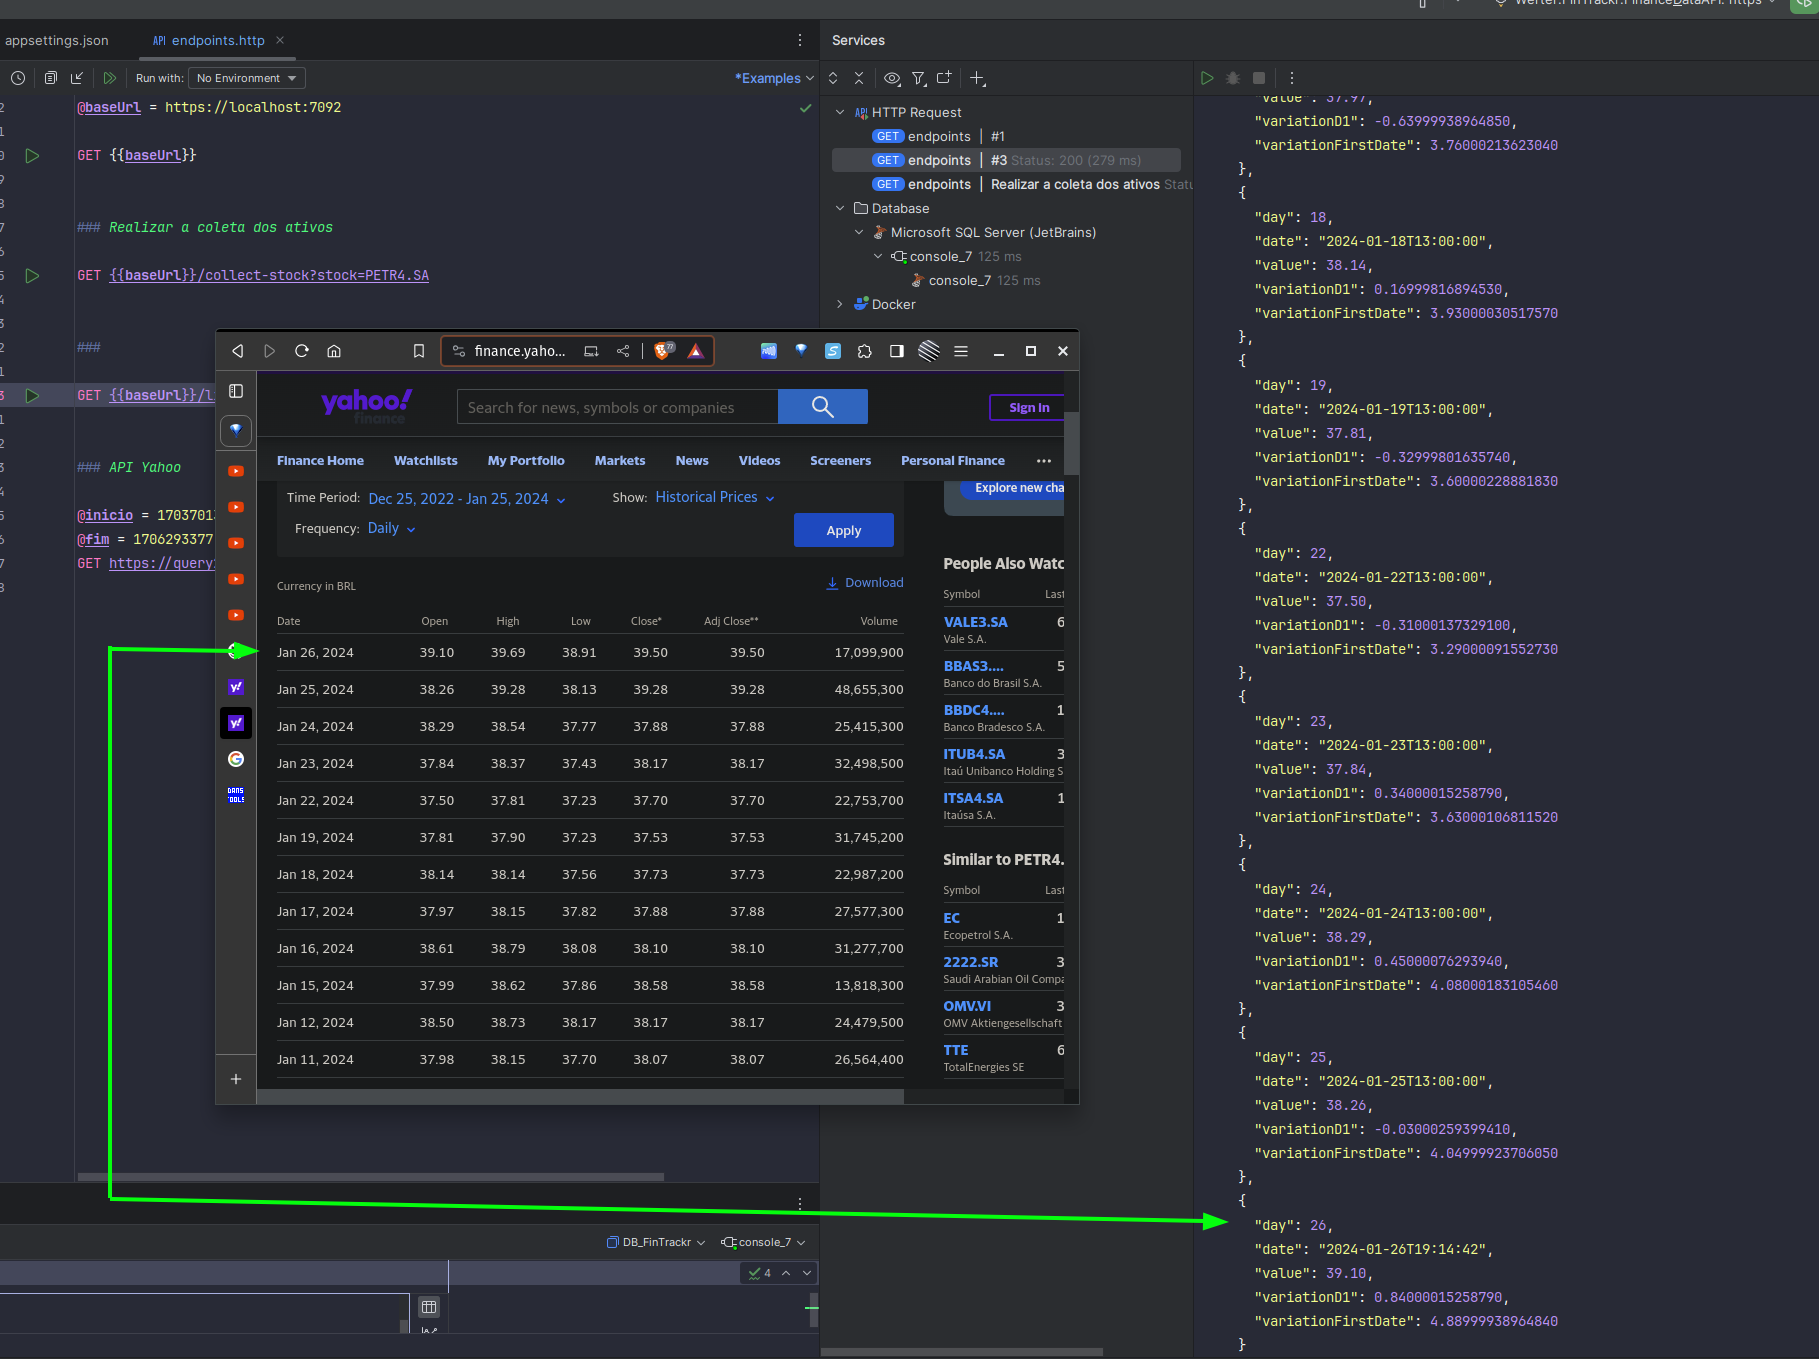 Werter.FinTrackr.FinanceDataAPI: https
appsettings.json
API endpoints.http
Services
Run with: No Environment
*Examples
@baseUrl = https://localhost:7092
GET {{baseUrl}}
### Realizar a coleta dos ativos
GET {{baseUrl}}/collect-stock?stock=PETR4.SA
###
GET {{baseUrl}}/l
### API Yahoo
@inicio = 1703701
@fim = 1706293377
GET https://query
HTTP Request
GET endpoints | #1
GET endpoints | #3 Status: 200 (279 ms)
GET endpoints | Realizar a coleta dos ativos Statu
Database
Microsoft SQL Server (JetBrains)
console_7 125 ms
console_7 125 ms
Docker
finance.yaho...
77
yahoo!
finance
Search for news, symbols or companies
Sign in
Finance Home Watchlists My Portfolio Markets News Videos Screeners Personal Finance ...
Time Period: Dec 25, 2022 - Jan 25, 2024
Show: Historical Prices
Frequency: Daily
Apply
Currency in BRL
Download
Date Open High Low Close* Adj Close** Volume
Jan 26, 2024 39.10 39.69 38.91 39.50 39.50 17,099,900
Jan 25, 2024 38.26 39.28 38.13 39.28 39.28 48,655,300
Jan 24, 2024 38.29 38.54 37.77 37.88 37.88 25,415,300
Jan 23, 2024 37.84 38.37 37.43 38.17 38.17 32,498,500
Jan 22, 2024 37.50 37.81 37.23 37.70 37.70 22,753,700
Jan 19, 2024 37.81 37.90 37.23 37.53 37.53 31,745,200
Jan 18, 2024 38.14 38.14 37.56 37.73 37.73 22,987,200
Jan 17, 2024 37.97 38.15 37.82 37.88 37.88 27,577,300
Jan 16, 2024 38.61 38.79 38.08 38.10 38.10 31,277,700
Jan 15, 2024 37.99 38.62 37.86 38.58 38.58 13,818,300
Jan 12, 2024 38.50 38.73 38.17 38.17 38.17 24,479,500
Jan 11, 2024 37.98 38.15 37.70 38.07 38.07 26,564,400
Explore new cha
People Also Watc
Symbol Last
VALE3.SA 6
Vale S.A.
BBAS3.... 5
Banco do Brasil S.A.
BBDC4.... 1
Banco Bradesco S.A.
ITUB4.SA 3
Itaú Unibanco Holding S
ITSA4.SA 1
Itaúsa S.A.
Similar to PETR4.
Symbol Last
EC 1
Ecopetrol S.A.
2222.SR 3
Saudi Arabian Oil Compa
OMV.VI 3
OMV Aktiengesellschaft
TTE 6
TotalEnergies SE
"value": 37.97,
"variationD1": -0.63999938964850,
"variationFirstDate": 3.76000213623040
},
{
"day": 18,
"date": "2024-01-18T13:00:00",
"value": 38.14,
"variationD1": 0.16999816894530,
"variationFirstDate": 3.93000030517570
},
{
"day": 19,
"date": "2024-01-19T13:00:00",
"value": 37.81,
"variationD1": -0.32999801635740,
"variationFirstDate": 3.60000228881830
},
{
"day": 22,
"date": "2024-01-22T13:00:00",
"value": 37.50,
"variationD1": -0.31000137329100,
"variationFirstDate": 3.29000091552730
},
{
"day": 23,
"date": "2024-01-23T13:00:00",
"value": 37.84,
"variationD1": 0.34000015258790,
"variationFirstDate": 3.63000106811520
},
{
"day": 24,
"date": "2024-01-24T13:00:00",
"value": 38.29,
"variationD1": 0.45000076293940,
"variationFirstDate": 4.08000183105460
},
{
"day": 25,
"date": "2024-01-25T13:00:00",
"value": 38.26,
"variationD1": -0.03000259399410,
"variationFirstDate": 4.04999923706050
},
{
"day": 26,
"date": "2024-01-26T19:14:42",
"value": 39.10,
"variationD1": 0.84000015258790,
"variationFirstDate": 4.88999938964840
}
DB_FinTrackr console_7
4